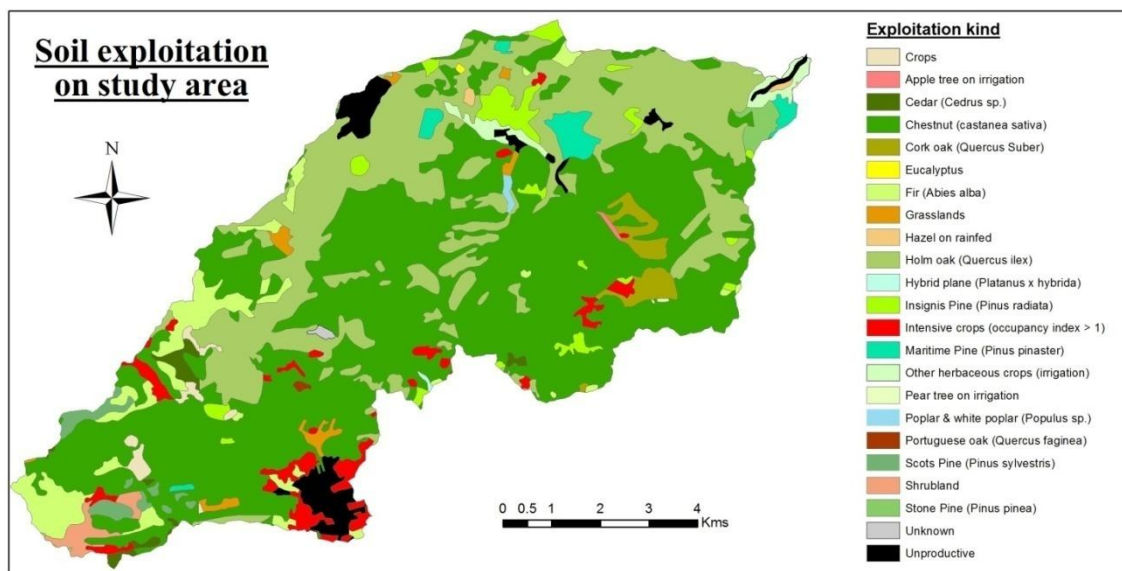 Soil exploitation
on study area
N
Exploitation kind
Crops
Apple tree on irrigation
Cedar (Cedrus sp.)
Chestnut (castanea sativa)
Cork oak (Quercus Suber)
Eucalyptus
Fir (Abies alba)
Grasslands
Hazel on rainfed
Holm oak (Quercus ilex)
Hybrid plane (Platanus x hybrida)
Insignis Pine (Pinus radiata)
Intensive crops (occupancy index > 1)
Maritime Pine (Pinus pinaster)
Other herbaceous crops (irrigation)
Pear tree on irrigation
Poplar & white poplar (Populus sp.)
Portuguese oak (Quercus faginea)
Scots Pine (Pinus sylvestris)
Shrubland
Stone Pine (Pinus pinea)
Unknown
Unproductive
0 0.5 1 2 3 4
Kms